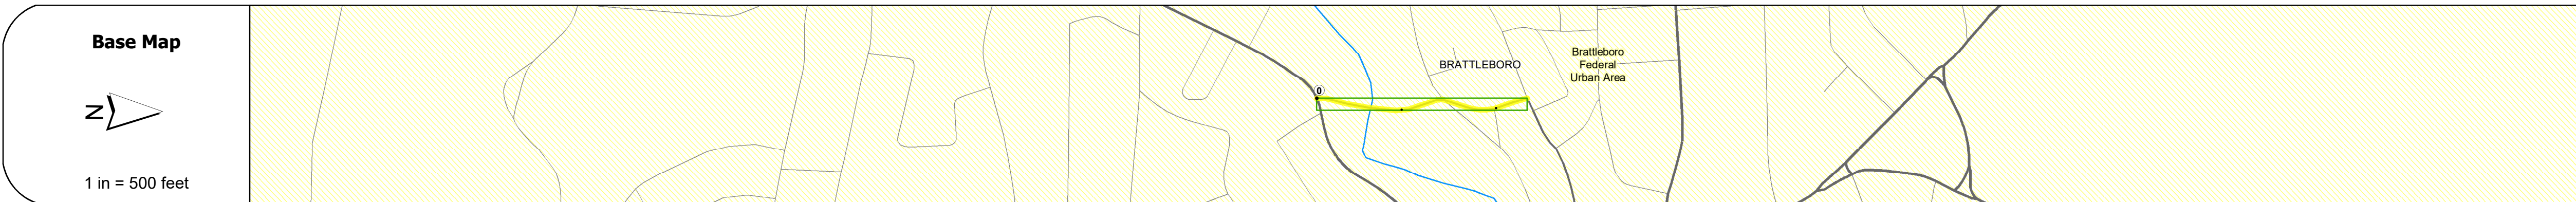 Base Map
N
1 in = 500 feet
0
BRATTLEBORO
Brattleboro
Federal
Urban Area